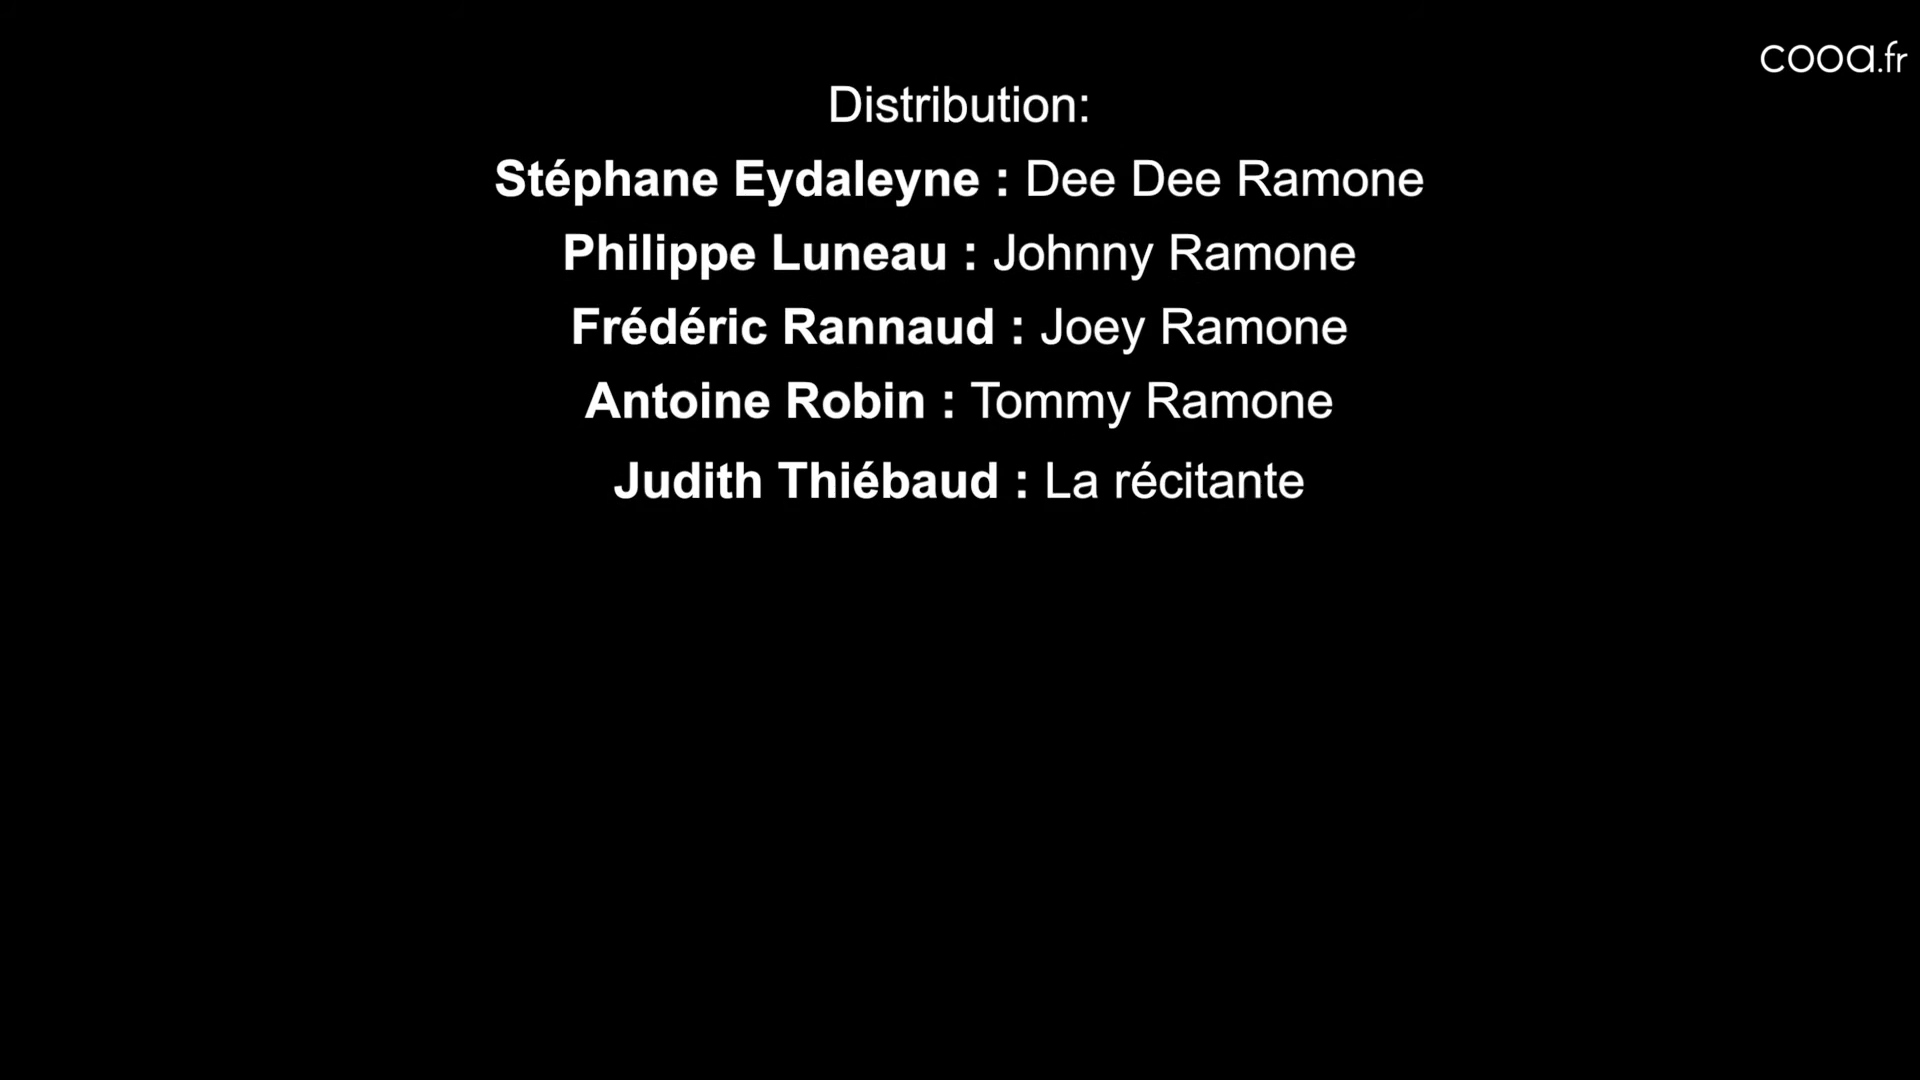 cooa.fr
Distribution:
Stéphane Eydaleyne : Dee Dee Ramone
Philippe Luneau : Johnny Ramone
Frédéric Rannaud : Joey Ramone
Antoine Robin : Tommy Ramone
Judith Thiébaud : La récitante